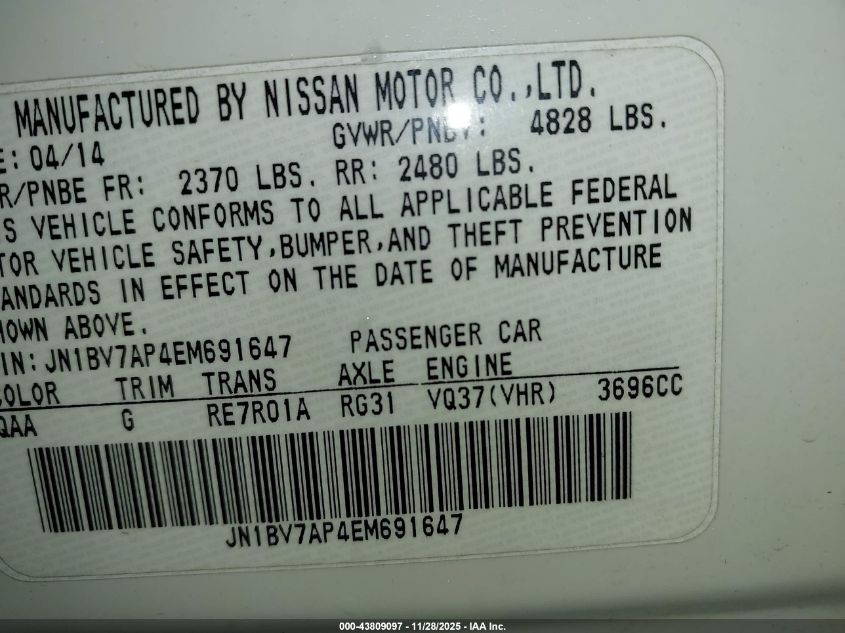 MANUFACTURED BY NISSAN MOTOR CO.,LTD.
E: 04/14 GVWR/PNBV: 4828 LBS.
R/PNBE FR: 2370 LBS. RR: 2480 LBS.
S VEHICLE CONFORMS TO ALL APPLICABLE FEDERAL
TOR VEHICLE SAFETY,BUMPER,AND THEFT PREVENTION
ANDARDS IN EFFECT ON THE DATE OF MANUFACTURE
HOWN ABOVE.
IN: JN1BV7AP4EM691647 PASSENGER CAR
COLOR TRIM TRANS AXLE ENGINE
QAA G RE7R01A RG31 VQ37(VHR) 3696CC
JN1BV7AP4EM691647
000-43809097 - 11/28/2025 - IAA Inc.